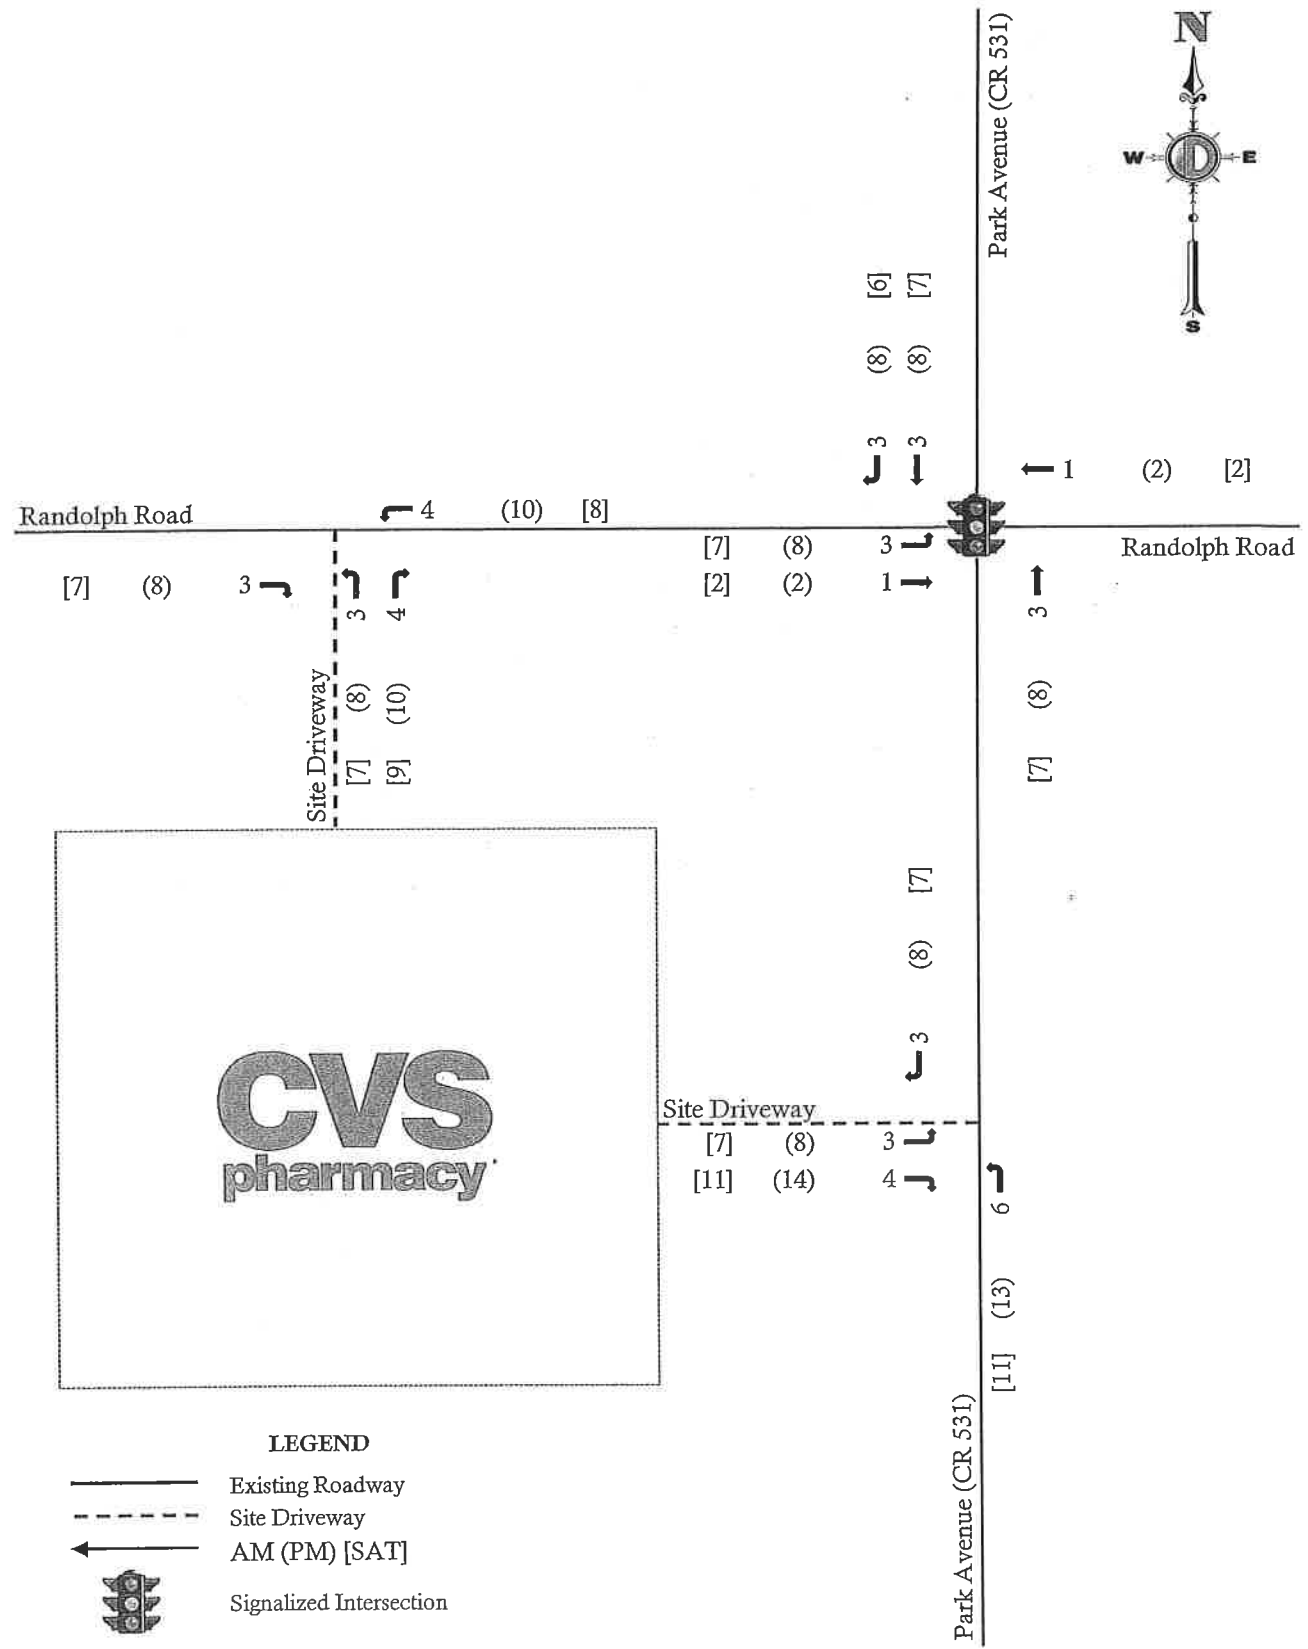 N
W
E
S
Park Avenue (CR 531)
[6] [7]
(8) (8)
3 3
1 (2) [2]
Randolph Road
4 (10) [8]
[7] (8) 3
[2] (2) 1
Randolph Road
[7] (8) 3
3 4
(8) (10)
[7] [9]
Site Driveway
3
(8)
[7]
[7]
(8)
3
CVS
pharmacy
Site Driveway
[7] (8) 3
[11] (14) 4
6
(13)
[11]
Park Avenue (CR 531)
LEGEND
Existing Roadway
Site Driveway
AM (PM) [SAT]
Signalized Intersection